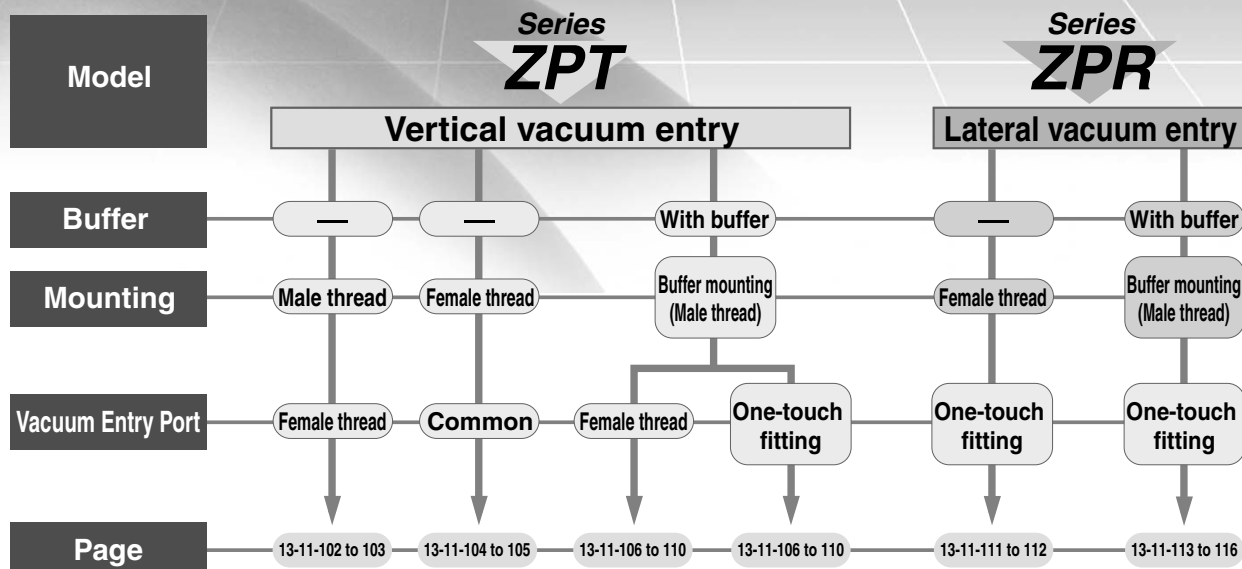 Model
Series
ZPT
Series
ZPR
Vertical vacuum entry
Lateral vacuum entry
Buffer
—
—
With buffer
—
With buffer
Mounting
Male thread
Female thread
Buffer mounting
(Male thread)
Female thread
Buffer mounting
(Male thread)
Vacuum Entry Port
Female thread
Common
Female thread
One-touch
fitting
One-touch
fitting
One-touch
fitting
Page
13-11-102 to 103
13-11-104 to 105
13-11-106 to 110
13-11-106 to 110
13-11-111 to 112
13-11-113 to 116